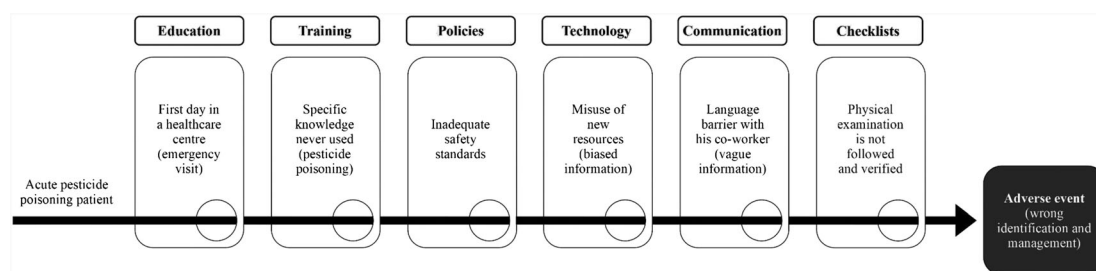 Education
Training
Policies
Technology
Communication
Checklists
First day in
a healthcare
centre
(emergency
visit)
Specific
knowledge
never used
(pesticide
poisoning)
Inadequate
safety
standards
Misuse of
new
resources
(biased
information)
Language
barrier with
his co-worker
(vague
information)
Physical
examination
is not
followed
and verified
Acute pesticide
poisoning patient
Adverse event
(wrong
identification and
management)